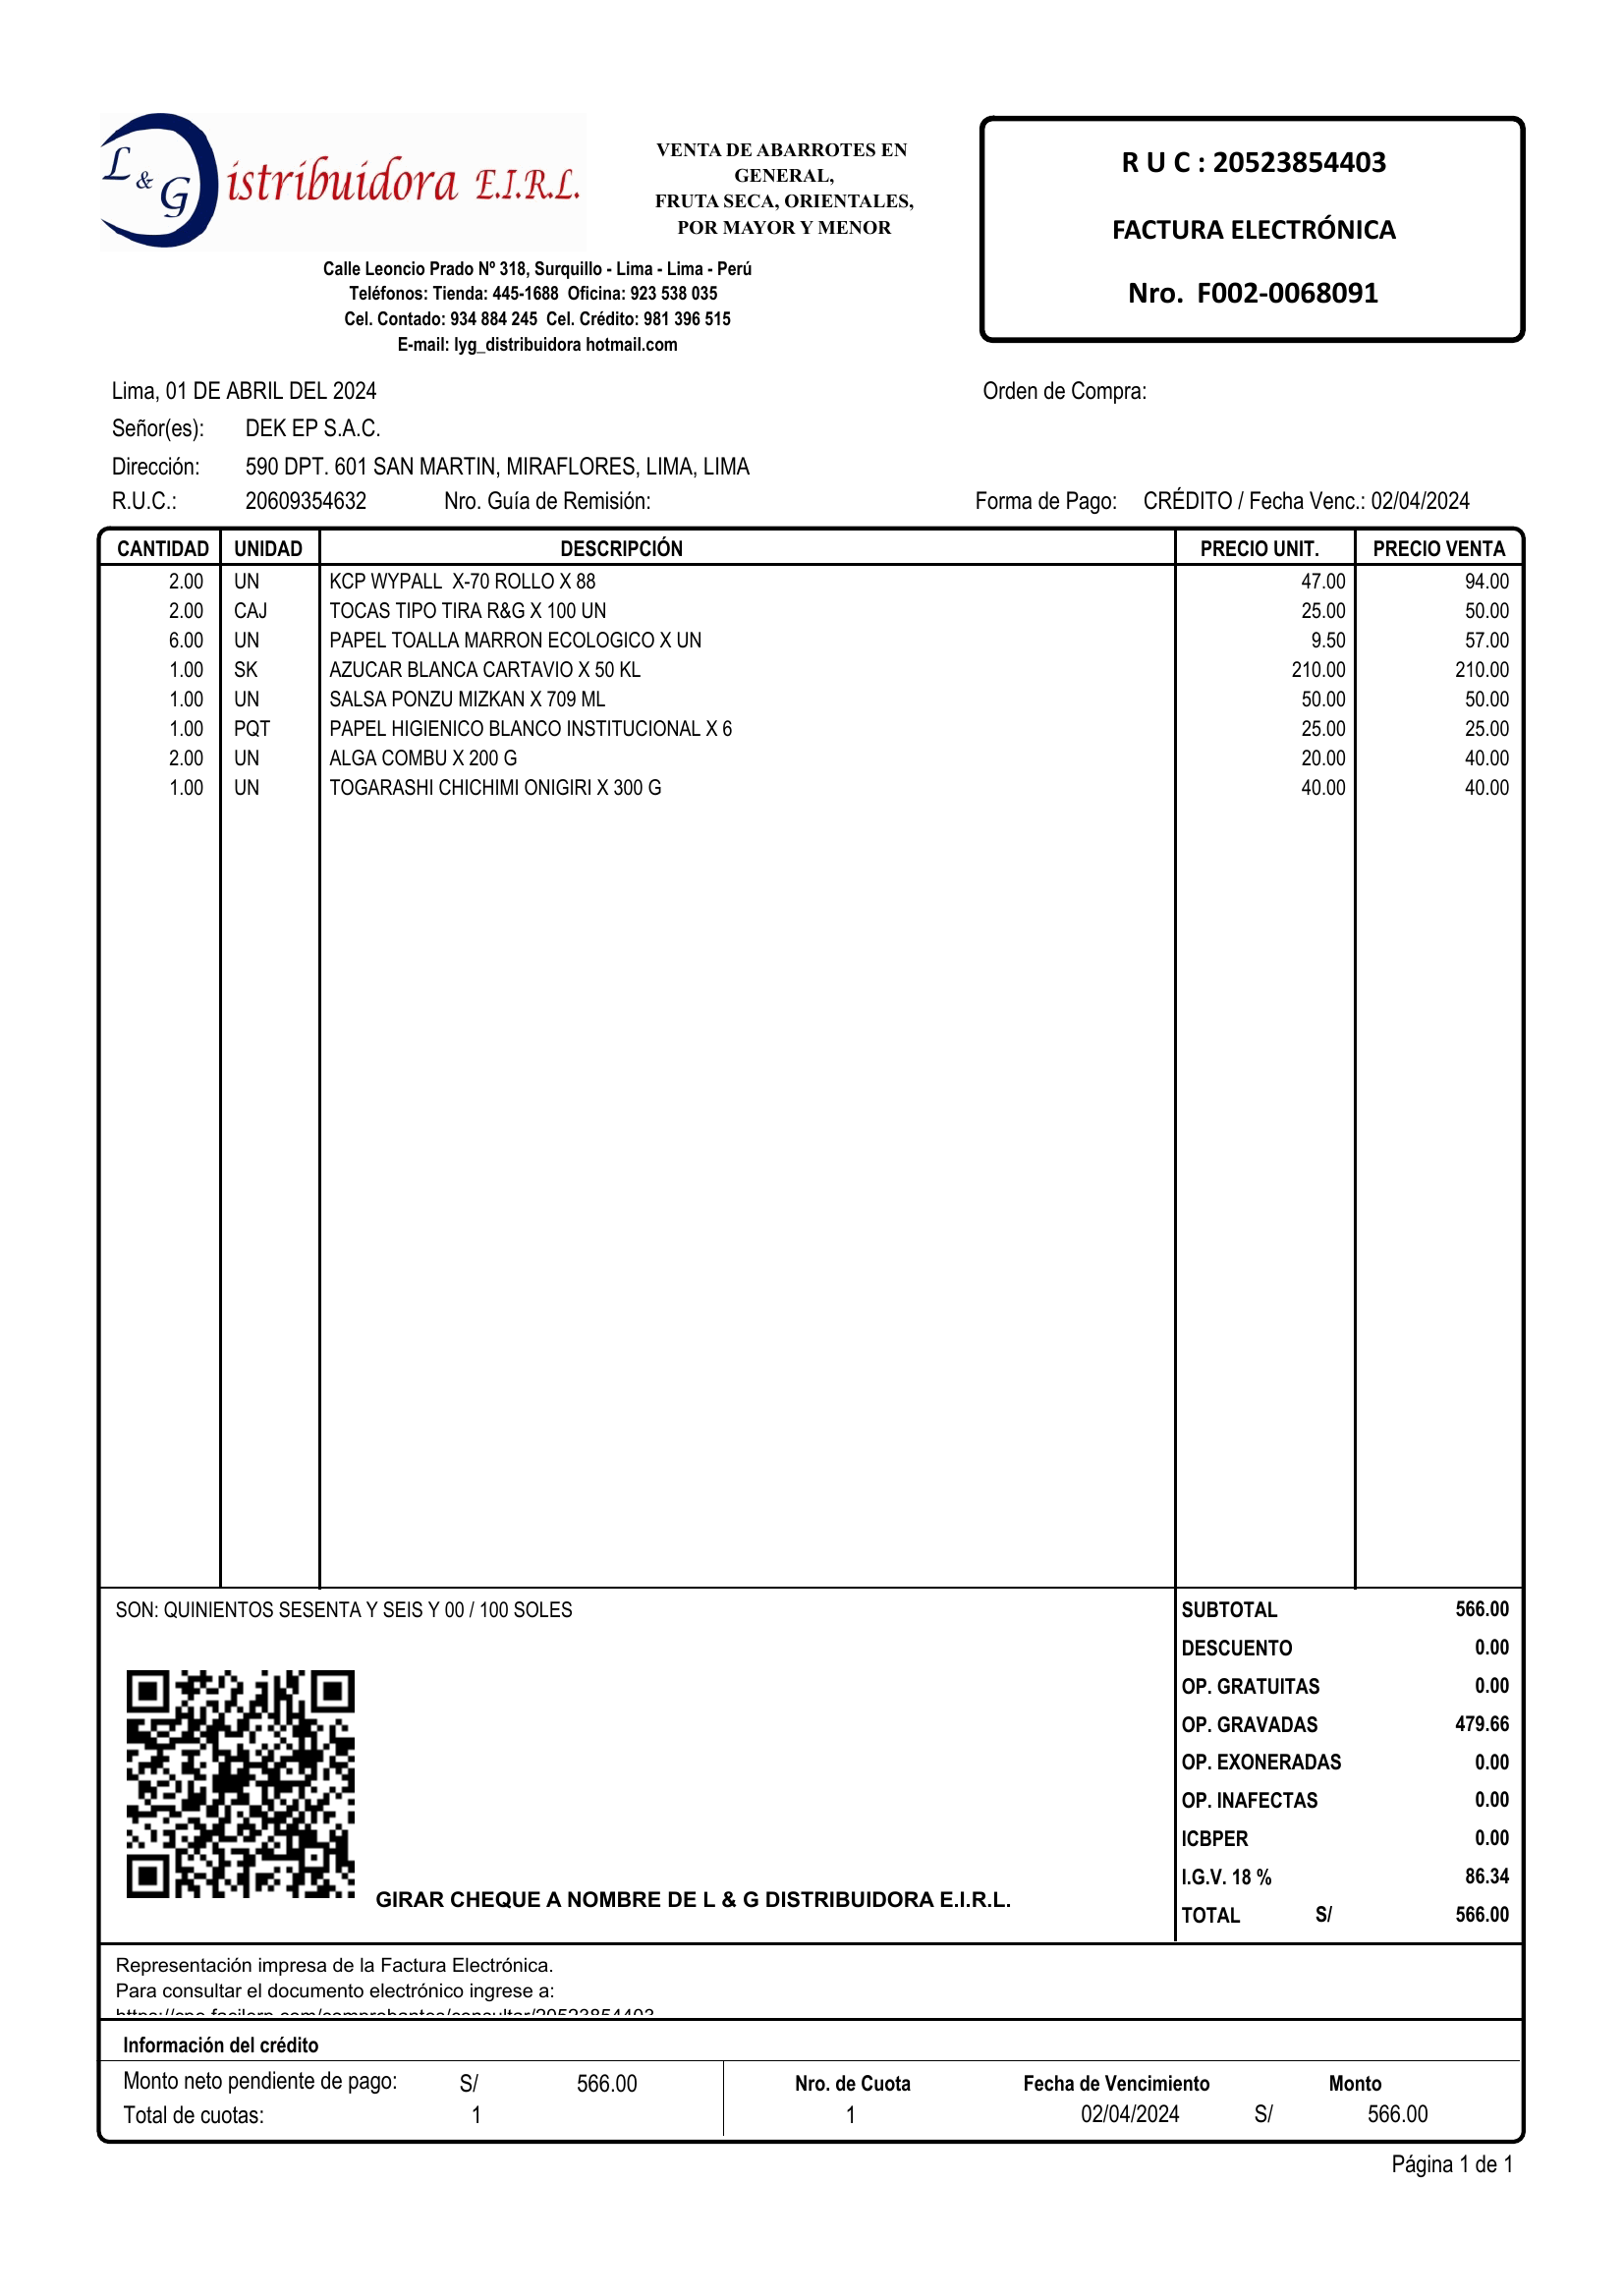 L & G Distribuidora E.I.R.L.
VENTA DE ABARROTES EN
GENERAL,
FRUTA SECA, ORIENTALES,
POR MAYOR Y MENOR
Calle Leoncio Prado Nº 318, Surquillo - Lima - Lima - Perú
Teléfonos: Tienda: 445-1688 Oficina: 923 538 035
Cel. Contado: 934 884 245 Cel. Crédito: 981 396 515
E-mail: lyg_distribuidora hotmail.com
R U C : 20523854403
FACTURA ELECTRÓNICA
Nro. F002-0068091
Lima, 01 DE ABRIL DEL 2024 Orden de Compra:
Señor(es): DEK EP S.A.C.
Dirección: 590 DPT. 601 SAN MARTIN, MIRAFLORES, LIMA, LIMA
R.U.C.: 20609354632 Nro. Guía de Remisión: Forma de Pago: CRÉDITO / Fecha Venc.: 02/04/2024
CANTIDAD UNIDAD DESCRIPCIÓN PRECIO UNIT. PRECIO VENTA
2.00 UN KCP WYPALL X-70 ROLLO X 88 47.00 94.00
2.00 CAJ TOCAS TIPO TIRA R&G X 100 UN 25.00 50.00
6.00 UN PAPEL TOALLA MARRON ECOLOGICO X UN 9.50 57.00
1.00 SK AZUCAR BLANCA CARTAVIO X 50 KL 210.00 210.00
1.00 UN SALSA PONZU MIZKAN X 709 ML 50.00 50.00
1.00 PQT PAPEL HIGIENICO BLANCO INSTITUCIONAL X 6 25.00 25.00
2.00 UN ALGA COMBU X 200 G 20.00 40.00
1.00 UN TOGARASHI CHICHIMI ONIGIRI X 300 G 40.00 40.00
SON: QUINIENTOS SESENTA Y SEIS Y 00 / 100 SOLES
GIRAR CHEQUE A NOMBRE DE L & G DISTRIBUIDORA E.I.R.L.
SUBTOTAL 566.00
DESCUENTO 0.00
OP. GRATUITAS 0.00
OP. GRAVADAS 479.66
OP. EXONERADAS 0.00
OP. INAFECTAS 0.00
ICBPER 0.00
I.G.V. 18 % 86.34
TOTAL S/ 566.00
Representación impresa de la Factura Electrónica.
Para consultar el documento electrónico ingrese a:
Información del crédito
Monto neto pendiente de pago: S/ 566.00 Nro. de Cuota Fecha de Vencimiento Monto
Total de cuotas: 1 1 02/04/2024 S/ 566.00
Página 1 de 1